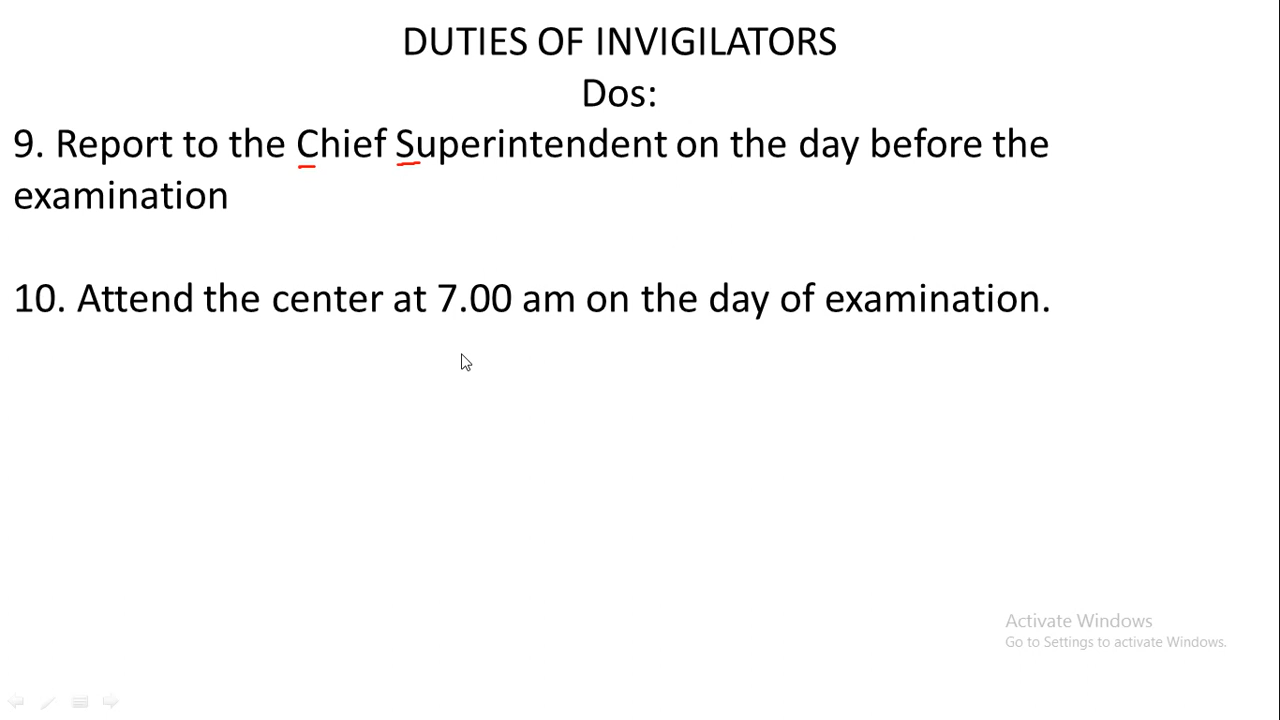 DUTIES OF INVIGILATORS
Dos:
9. Report to the Chief Superintendent on the day before the
examination
10. Attend the center at 7.00 am on the day of examination.
Activate Windows
Go to Settings to activate Windows.